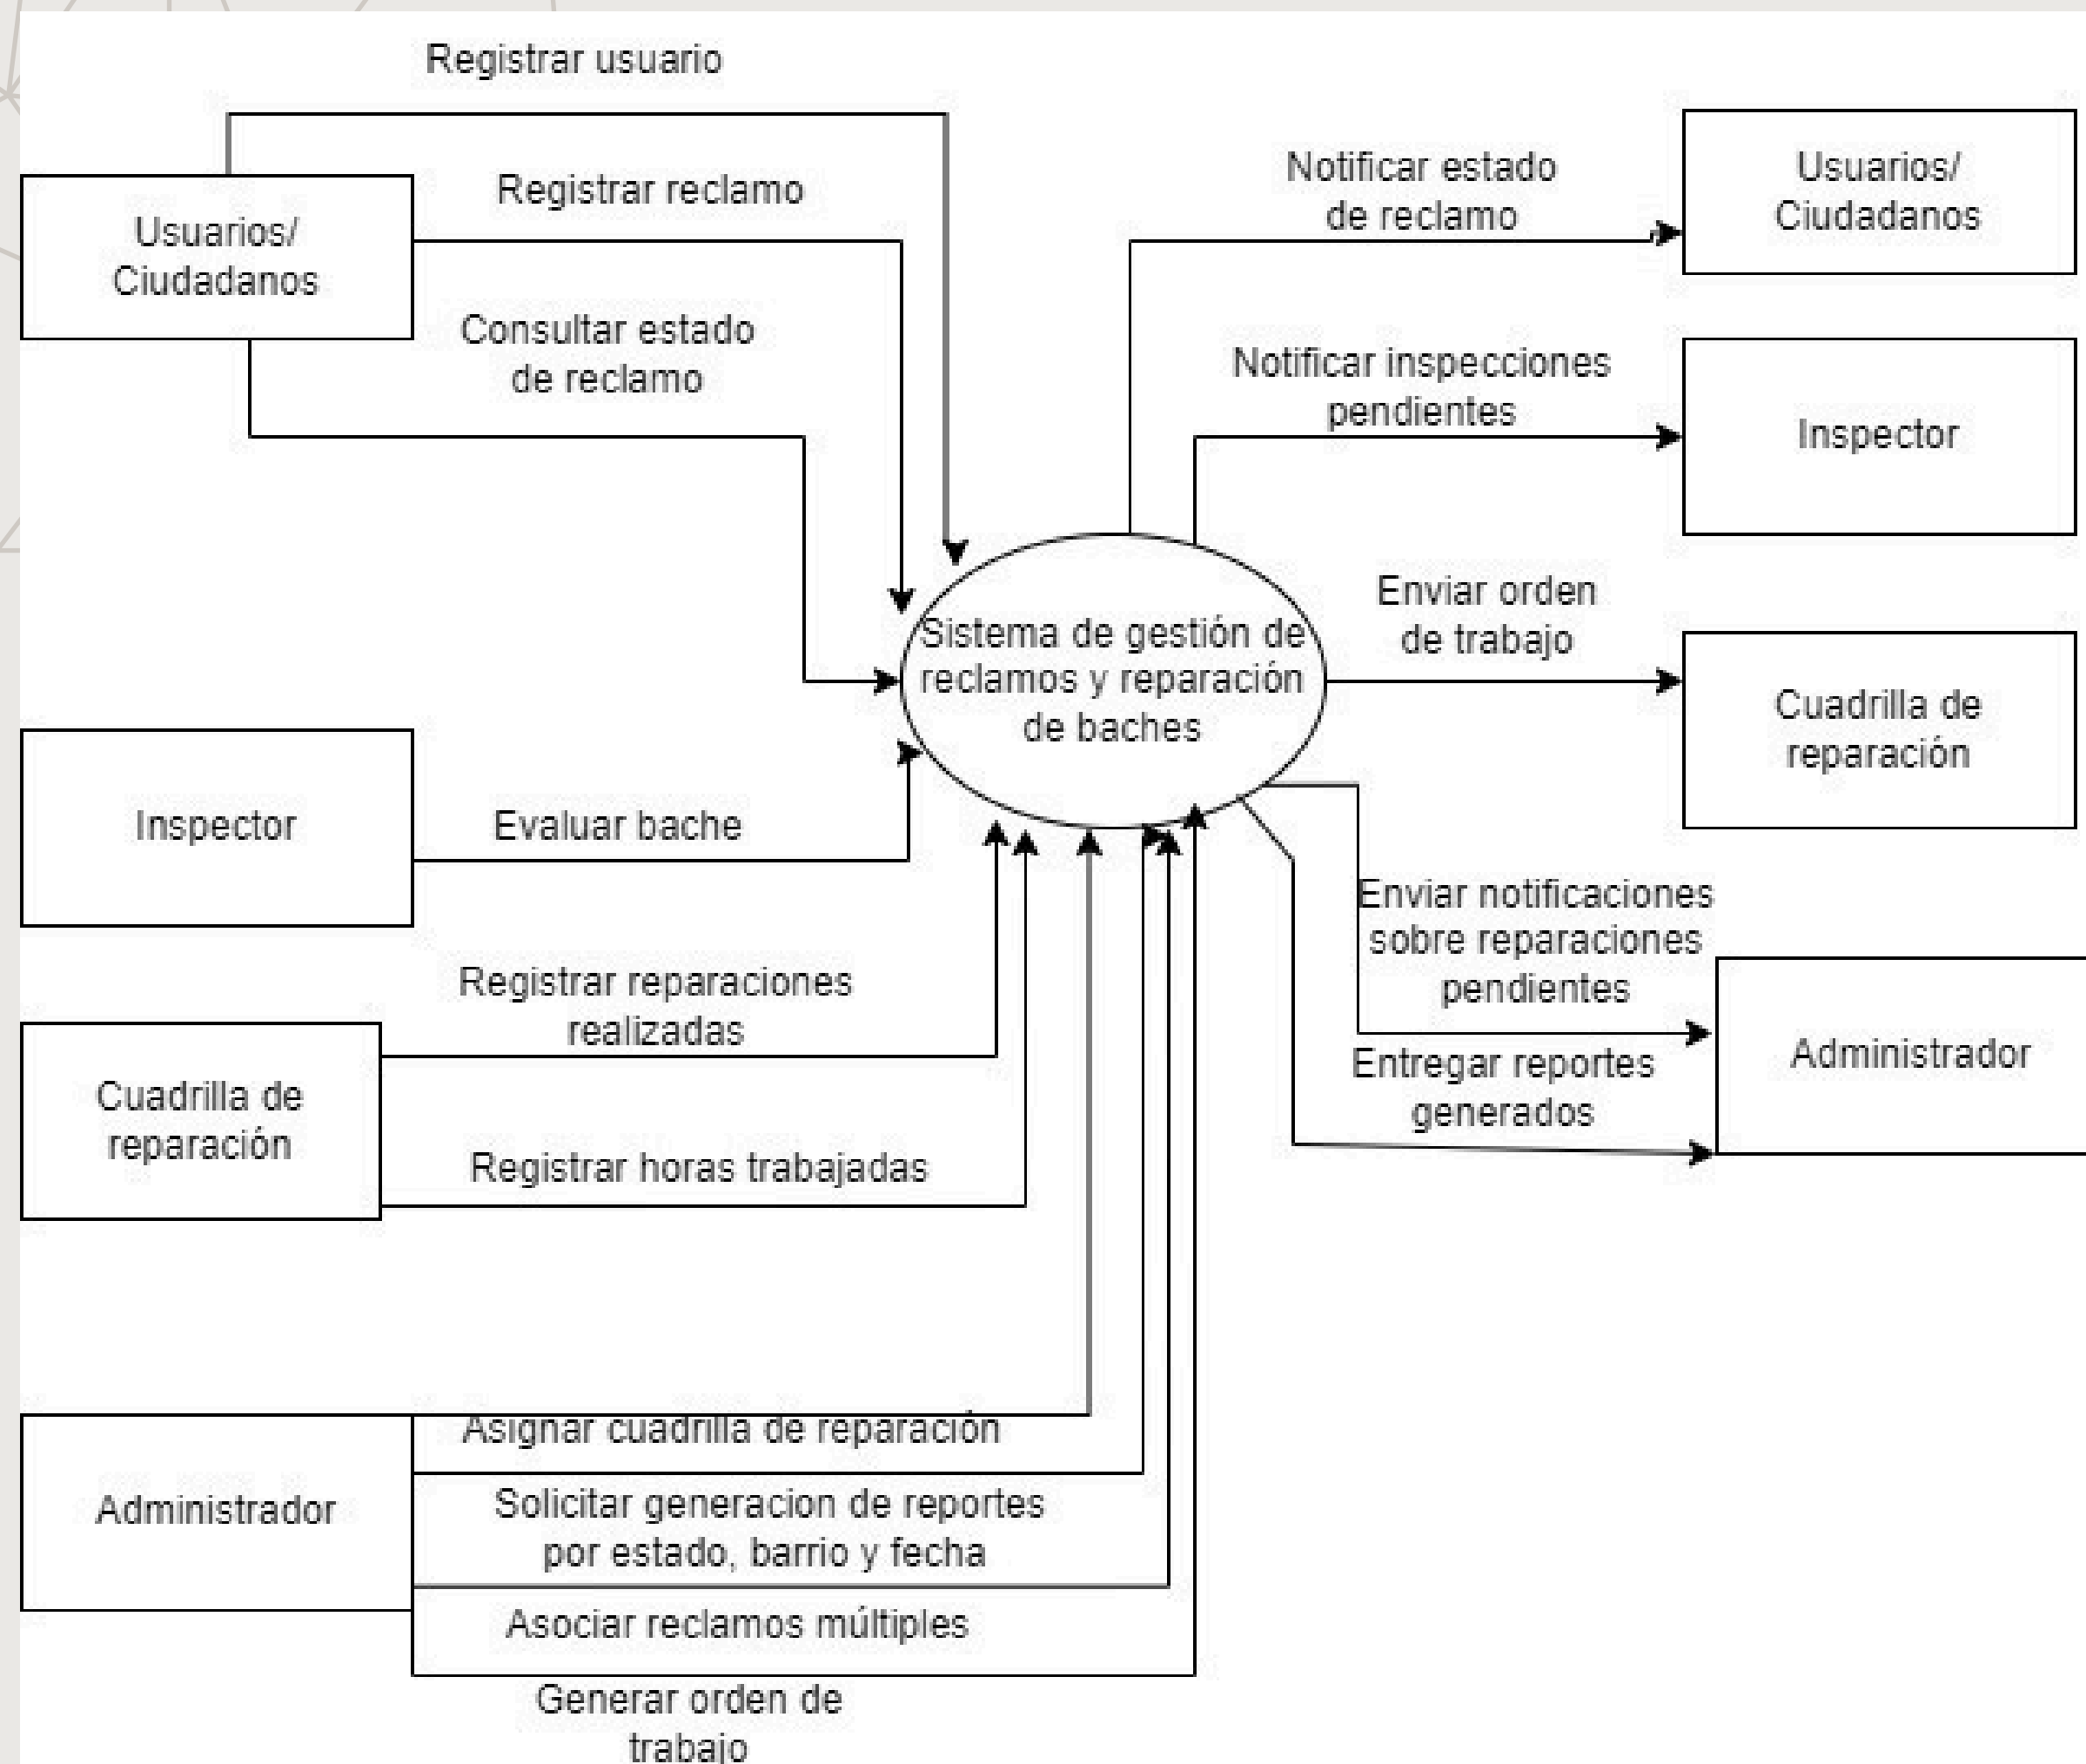 Registrar usuario
Usuarios/
Ciudadanos
Registrar reclamo
Consultar estado
de reclamo
Notificar estado
de reclamo
Usuarios/
Ciudadanos
Notificar inspecciones
pendientes
Inspector
Sistema de gestión de
reclamos y reparación
de baches
Enviar orden
de trabajo
Cuadrilla de
reparación
Inspector
Evaluar bache
Enviar notificaciones
sobre reparaciones
pendientes
Entregar reportes
generados
Administrador
Cuadrilla de
reparación
Registrar reparaciones
realizadas
Registrar horas trabajadas
Administrador
Asignar cuadrilla de reparación
Solicitar generacion de reportes
por estado, barrio y fecha
Asociar reclamos múltiples
Generar orden de
trabajo